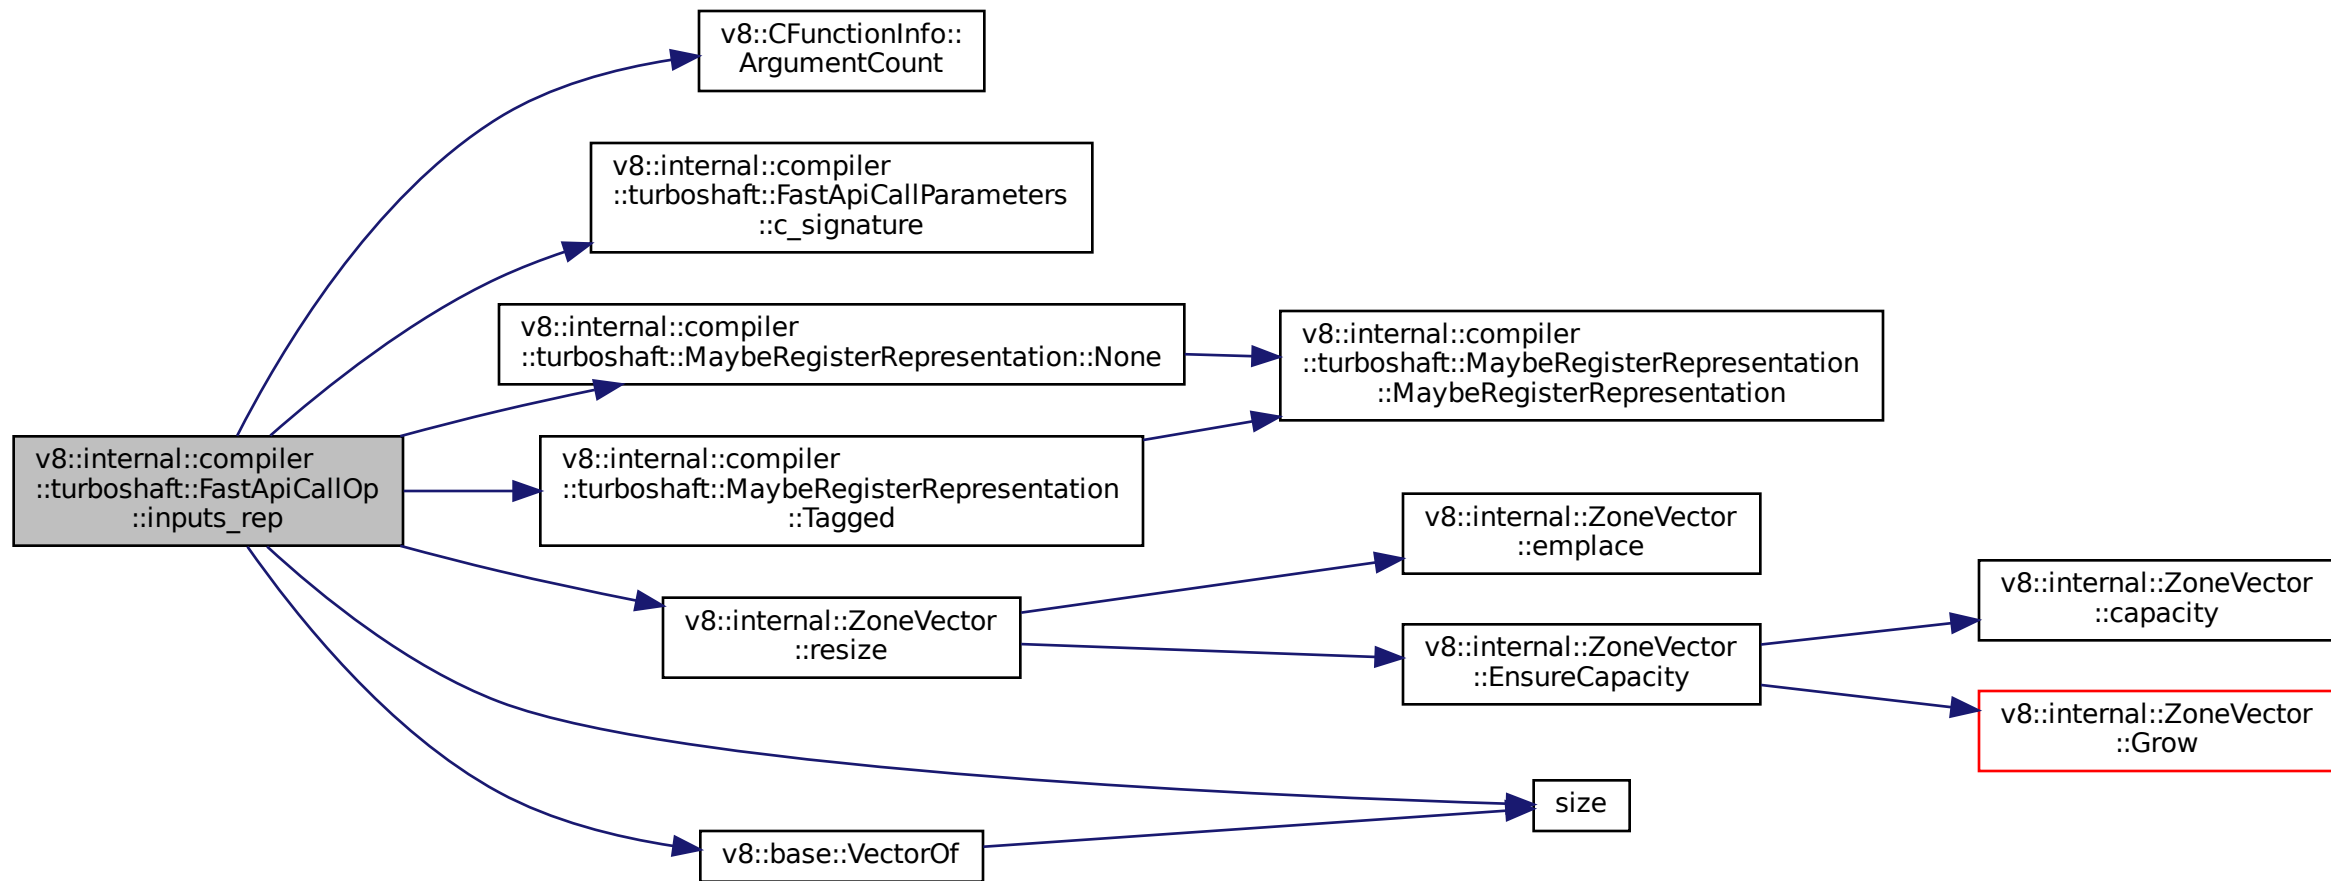 v8::CFunctionInfo::
ArgumentCount
v8::internal::compiler
::turboshaft::FastApiCallParameters
::c_signature
v8::internal::compiler
::turboshaft::MaybeRegisterRepresentation::None
v8::internal::compiler
::turboshaft::MaybeRegisterRepresentation
::MaybeRegisterRepresentation
v8::internal::compiler
::turboshaft::FastApiCallOp
::inputs_rep
v8::internal::compiler
::turboshaft::MaybeRegisterRepresentation
::Tagged
v8::internal::ZoneVector
::emplace
v8::internal::ZoneVector
::capacity
v8::internal::ZoneVector
::resize
v8::internal::ZoneVector
::EnsureCapacity
v8::internal::ZoneVector
::Grow
size
v8::base::VectorOf